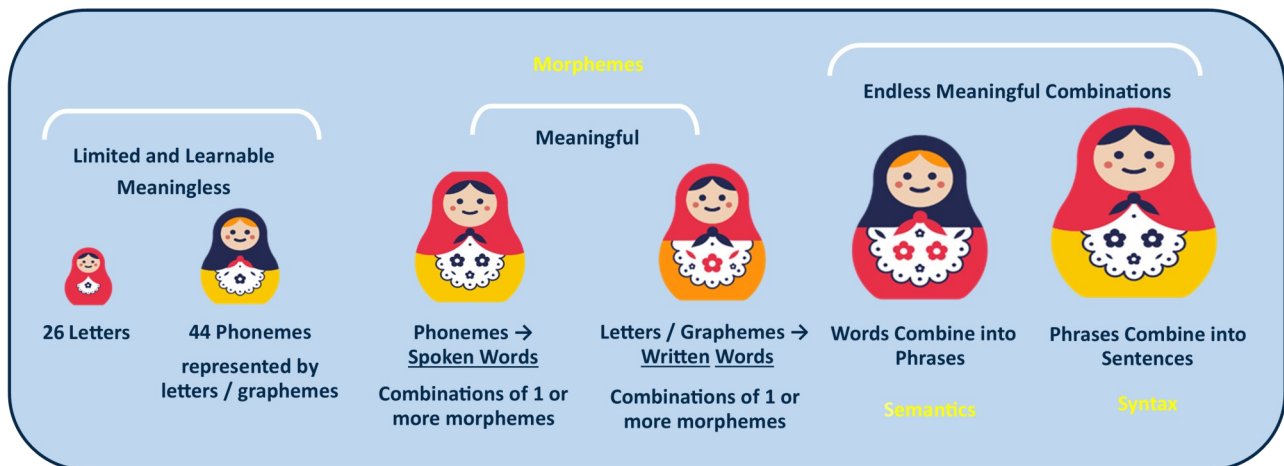 Morphemes
Endless Meaningful Combinations
Meaningful
Limited and Learnable
Meaningless
26 Letters
44 Phonemes
represented by
letters / graphemes
Phonemes →
Spoken Words
Combinations of 1 or
more morphemes
Letters / Graphemes →
Written Words
Combinations of 1 or
more morphemes
Words Combine into
Phrases
Semantics
Phrases Combine into
Sentences
Syntax